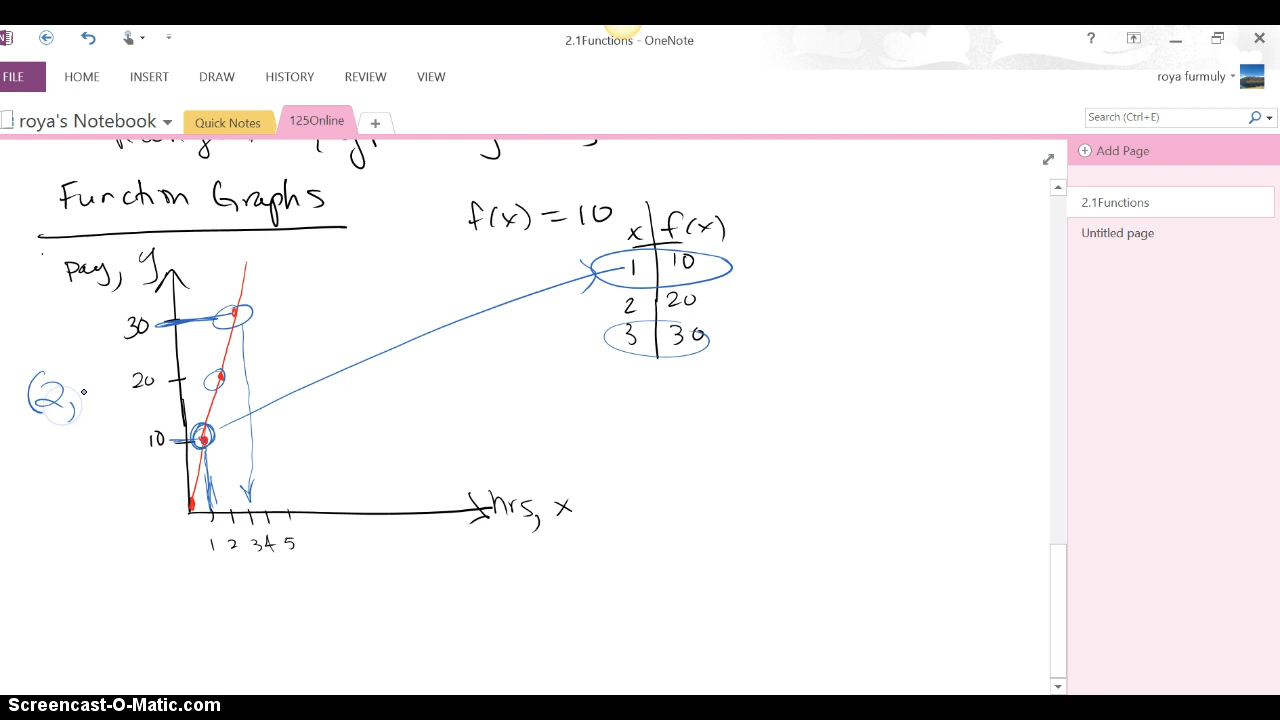 2.1Functions - OneNote
?
FILE HOME INSERT DRAW HISTORY REVIEW VIEW
roya furmuly
roya's Notebook Quick Notes 125Online +
Search (Ctrl+E)
Add Page
2.1Functions
Untitled page
Function Graphs
f(x) = 10
x f(x)
1 10
2 20
3 30
pay, y
30
20
10
(2,
hrs, x
1 2 3 4 5
Screencast-O-Matic.com